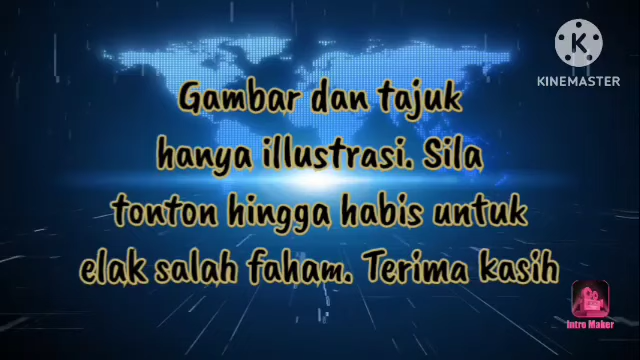 KINEMASTER
Gambar dan tajuk
hanya illustrasi. Sila
tonton hingga habis untuk
elak salah faham. Terima kasih
Intro Maker